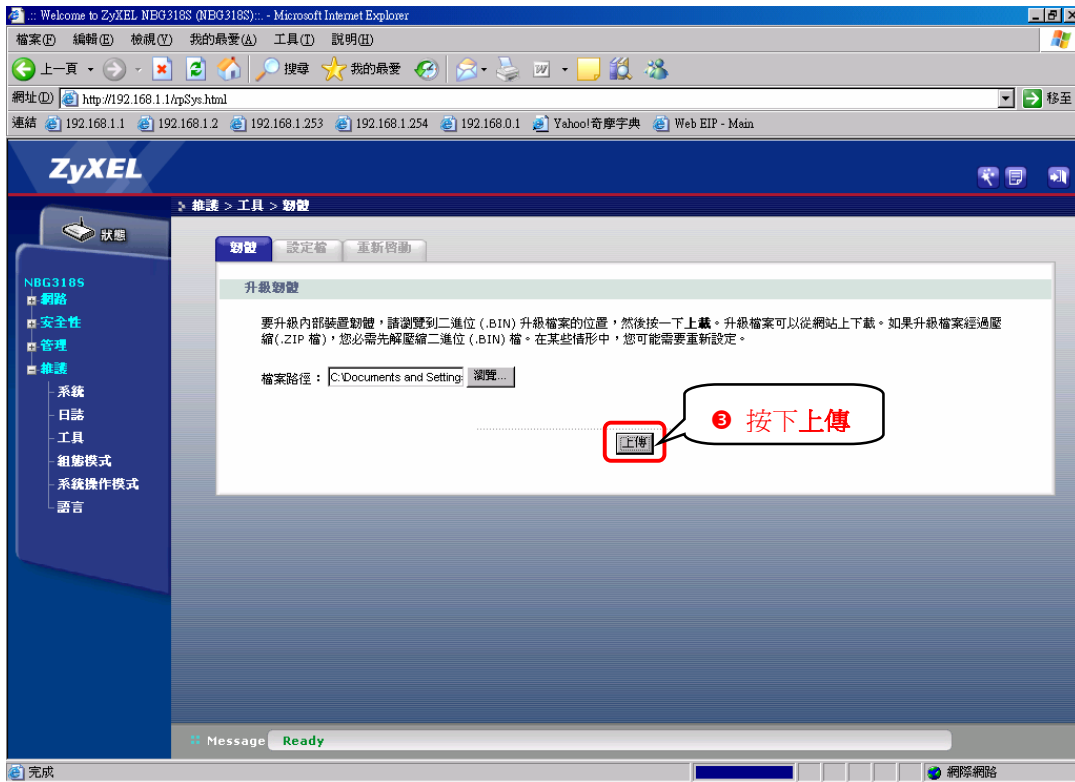 .:: Welcome to ZyXEL NBG318S (NBG318S)::. - Microsoft Internet Explorer
檔案(F) 編輯(E) 檢視(V) 我的最愛(A) 工具(T) 說明(H)
上一頁 搜尋 我的最愛
網址(D) http://192.168.1.1/rpSys.html 移至
連結 192.168.1.1 192.168.1.2 192.168.1.253 192.168.1.254 192.168.0.1 Yahoo!奇摩字典 Web EIP - Main
ZyXEL
維護 > 工具 > 韌體
狀態
韌體 設定檔 重新啓動
NBG318S
網路
安全性
管理
維護
系統
日誌
工具
組態模式
系統操作模式
語言
升級韌體
要升級內部裝置韌體，請瀏覽到二進位 (.BIN) 升級檔案的位置，然後按一下上載。升級檔案可以從網站上下載。如果升級檔案經過壓
縮(.ZIP 檔)，您必需先解壓縮二進位 (.BIN) 檔。在某些情形中，您可能需要重新設定。
檔案路徑： C:\Documents and Setting: 瀏覽...
❸ 按下上傳
上傳
Message Ready
完成 網際網路